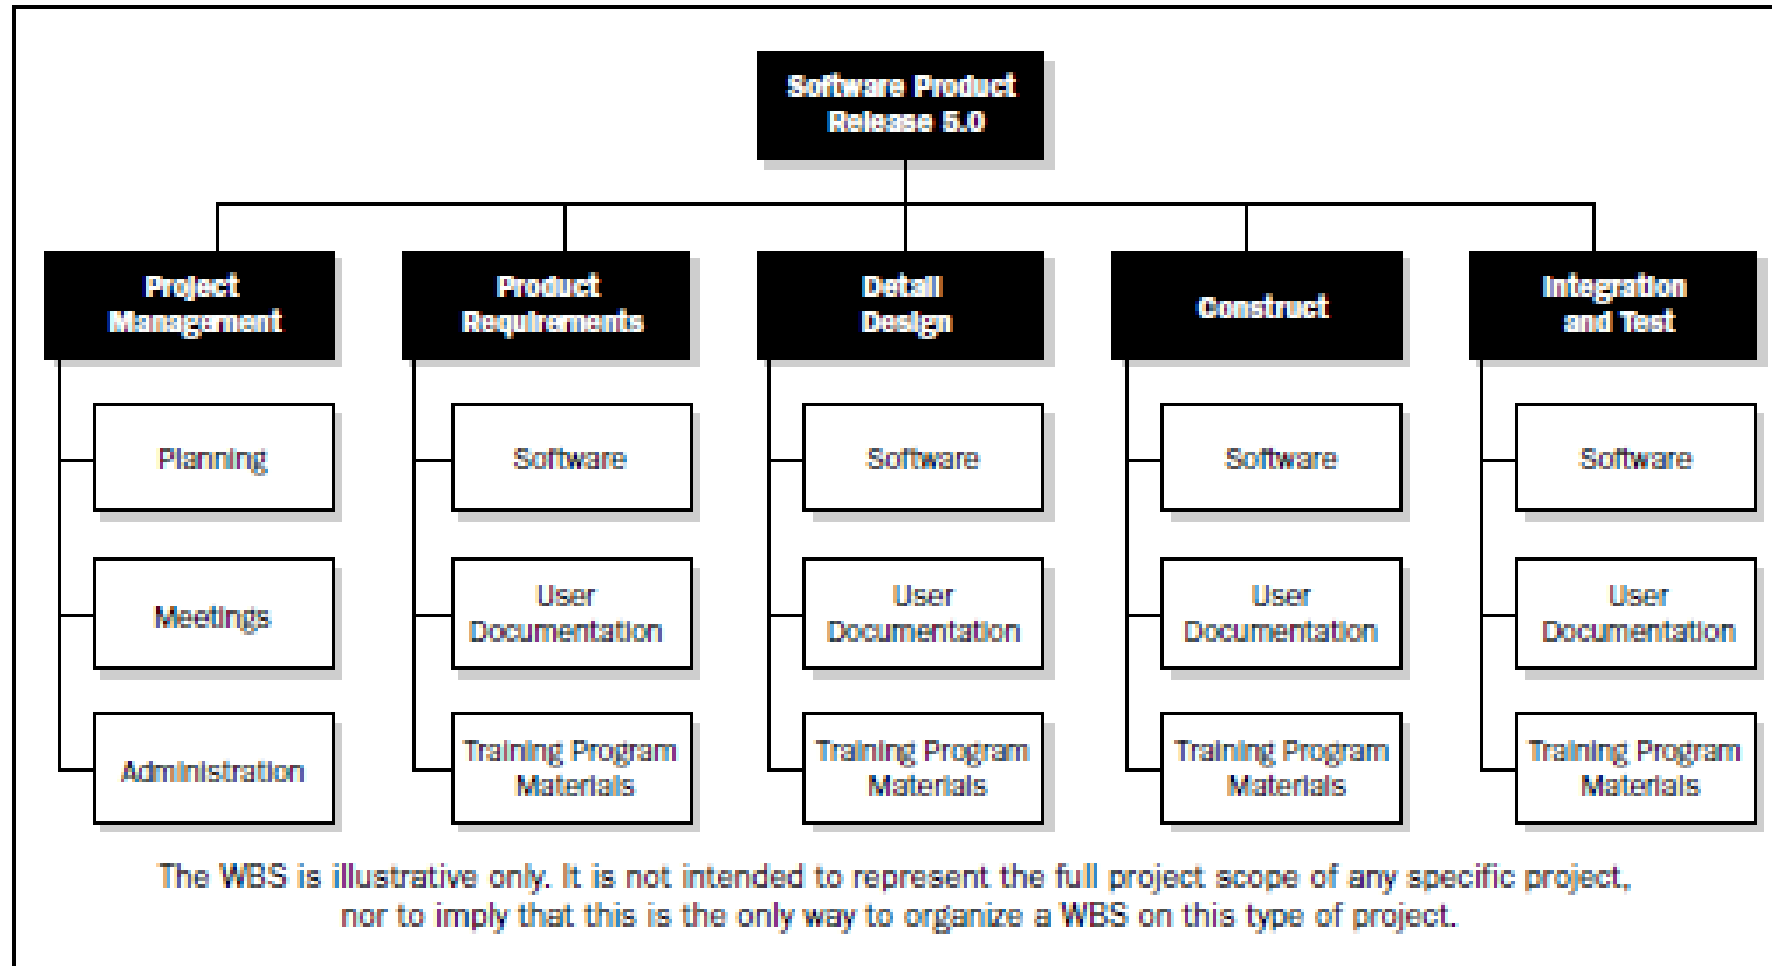 Software Product
Release 5.0
Project
Management
Product
Requirements
Detail
Design
Construct
Integration
and Test
Planning
Software
Software
Software
Software
Meetings
User
Documentation
User
Documentation
User
Documentation
User
Documentation
Administration
Training Program
Materials
Training Program
Materials
Training Program
Materials
Training Program
Materials
The WBS is illustrative only. It is not intended to represent the full project scope of any specific project,
nor to imply that this is the only way to organize a WBS on this type of project.